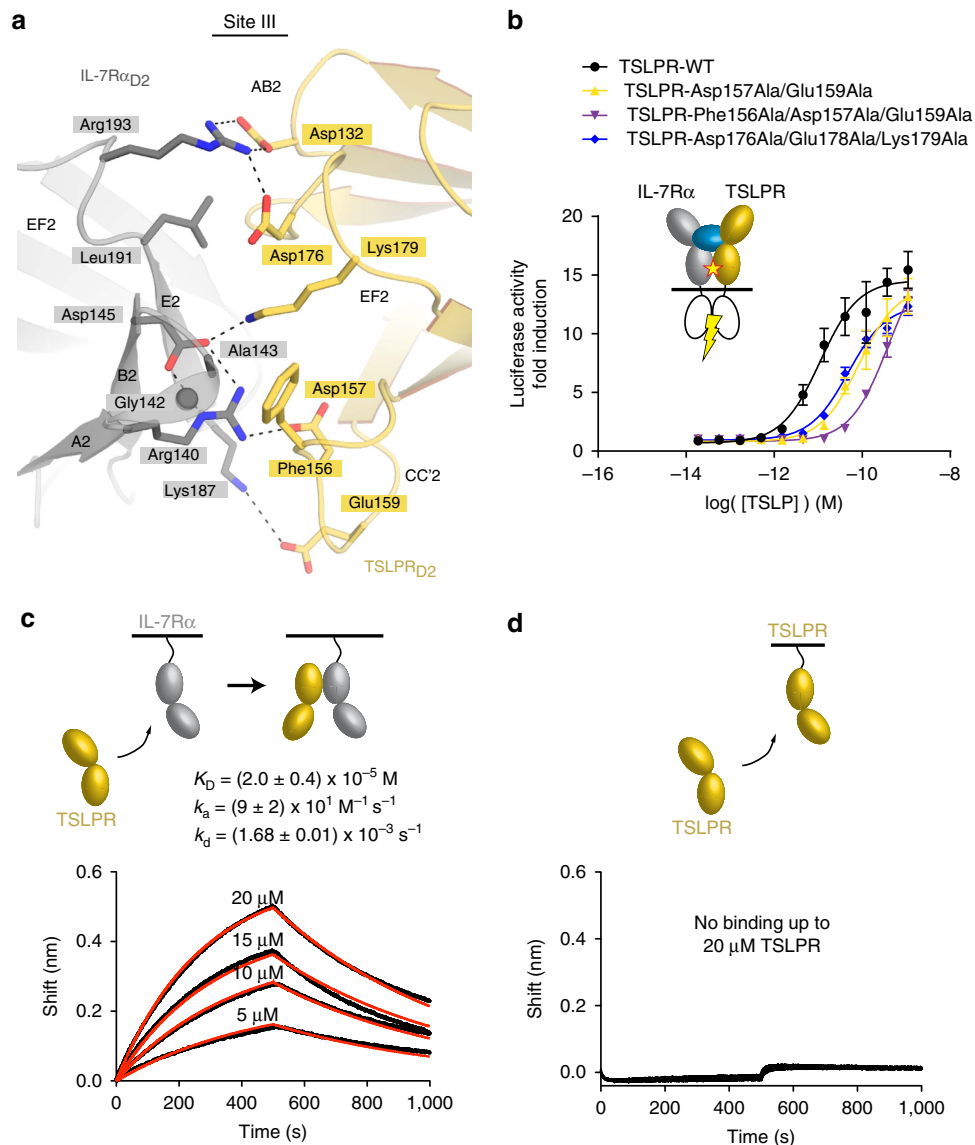 a
Site III
IL-7Rα D2
AB2
Arg193
Asp132
EF2
Leu191
Asp176
Lys179
E2
EF2
Asp145
Ala143
B2
Asp157
Gly142
A2
Arg140
Phe156
CC'2
Lys187
Glu159
TSLPR D2
b
TSLPR-WT
TSLPR-Asp157Ala/Glu159Ala
TSLPR-Phe156Ala/Asp157Ala/Glu159Ala
TSLPR-Asp176Ala/Glu178Ala/Lys179Ala
IL-7Rα TSLPR
Luciferase activity
fold induction
20
15
10
5
0
−16 −14 −12 −10 −8
log( [TSLP] ) (M)
c
IL-7Rα
TSLPR
K_D = (2.0 ± 0.4) x 10⁻⁵ M
k_a = (9 ± 2) x 10¹ M⁻¹ s⁻¹
k_d = (1.68 ± 0.01) x 10⁻³ s⁻¹
Shift (nm)
0.6
0.4
0.2
0.0
20 µM
15 µM
10 µM
5 µM
0 200 400 600 800 1,000
Time (s)
d
TSLPR
TSLPR
Shift (nm)
0.6
0.4
0.2
0.0
No binding up to
20 µM TSLPR
0 200 400 600 800 1,000
Time (s)